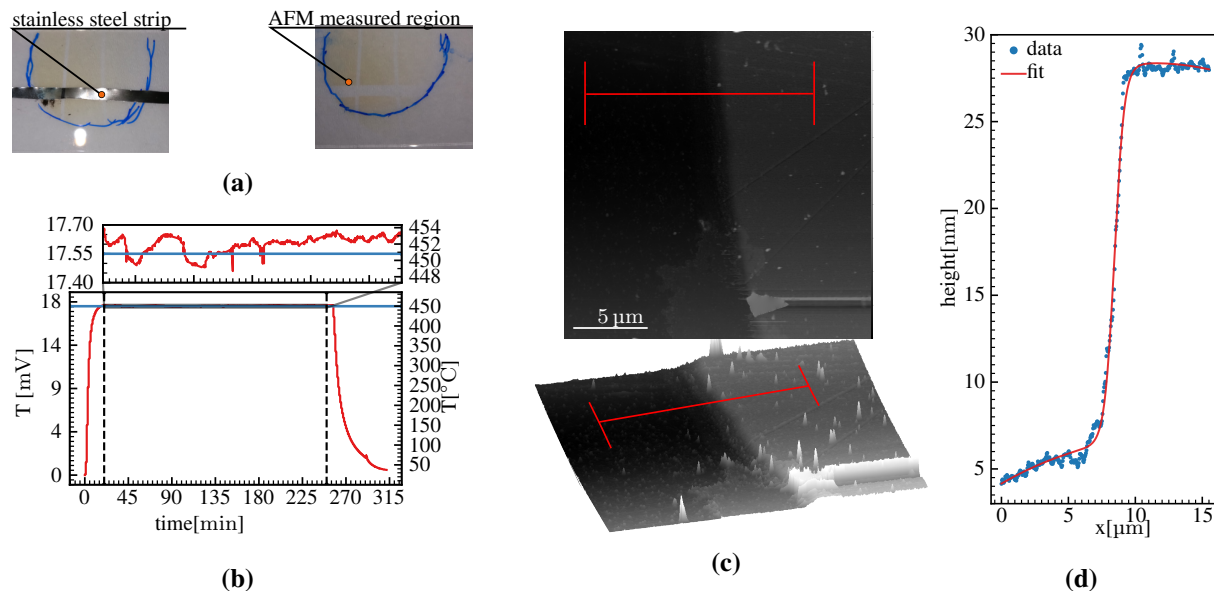 stainless steel strip
AFM measured region
(a)
17.70
17.55
17.40
454
452
450
448
18
14
9
4
0
T [mV]
450
400
350
300
250
200
150
100
50
T[°C]
0
45
90
135
180
225
270
315
time[min]
(b)
5 µm
(c)
data
fit
30
25
20
15
10
5
height[nm]
0
5
10
15
x[µm]
(d)